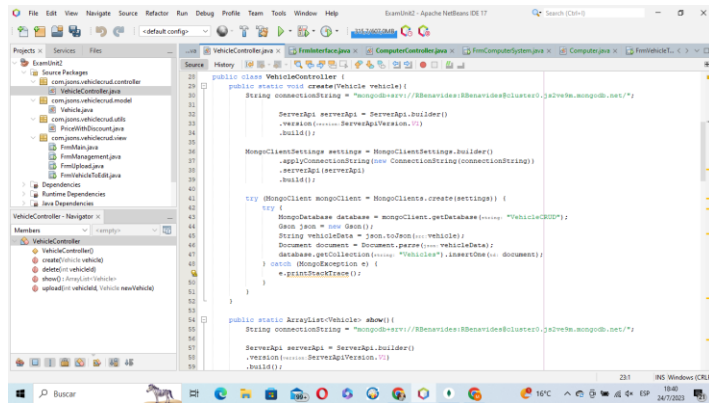 File Edit View Navigate Source Refactor Run Debug Profile Team Tools Window Help
ExamUnit2 - Apache NetBeans IDE 17
Search (Ctrl+I)
<default config>
Projects × Services Files
VehicleController.java × FrmInterface.java × ComputerController.java × FrmComputerSystem.java × Computer.java × FrmVehicleT...
ExamUnit2
Source Packages
com.jsons.vehiclecrud.controller
VehicleController.java
com.jsons.vehiclecrud.model
Vehicle.java
com.jsons.vehiclecrud.utils
PriceWithDiscount.java
com.jsons.vehiclecrud.view
FrmMain.java
FrmManagement.java
FrmUpload.java
FrmVehicleToEdit.java
Dependencies
Runtime Dependencies
Java Dependencies
VehicleController - Navigator ×
Members <empty>
VehicleController
VehicleController()
create(Vehicle vehicle)
delete(int vehicleId)
show() : ArrayList<Vehicle>
upload(int vehicleId, Vehicle newVehicle)
Source History
28 public class VehicleController {
29 public static void create(Vehicle vehicle){
30 String connectionString = "mongodb+srv://RBenavides:RBenavides@cluster0.js2ve9m.mongodb.net/";
31
32 ServerApi serverApi = ServerApi.builder()
33 .version(version: ServerApiVersion.V1)
34 .build();
35
36 MongoClientSettings settings = MongoClientSettings.builder()
37 .applyConnectionString(new ConnectionString(connectionString))
38 .serverApi(serverApi)
39 .build();
40
41 try (MongoClient mongoClient = MongoClients.create(settings)) {
42 try {
43 MongoDatabase database = mongoClient.getDatabase(string: "VehicleCRUD");
44 Gson json = new Gson();
45 String vehicleData = json.toJson(src: vehicle);
46 Document document = Document.parse(json: vehicleData);
47 database.getCollection(string: "Vehicles").insertOne(td: document);
48 } catch (MongoException e) {
e.printStackTrace();
50 }
51 }
52 }
53
54 public static ArrayList<Vehicle> show(){
55 String connectionString = "mongodb+srv://RBenavides:RBenavides@cluster0.js2ve9m.mongodb.net/";
56
57 ServerApi serverApi = ServerApi.builder()
58 .version(version: ServerApiVersion.V1)
59 .build();
23:1 INS Windows (CRL
Buscar
99+
16°C
ESP
18:40
24/7/2023